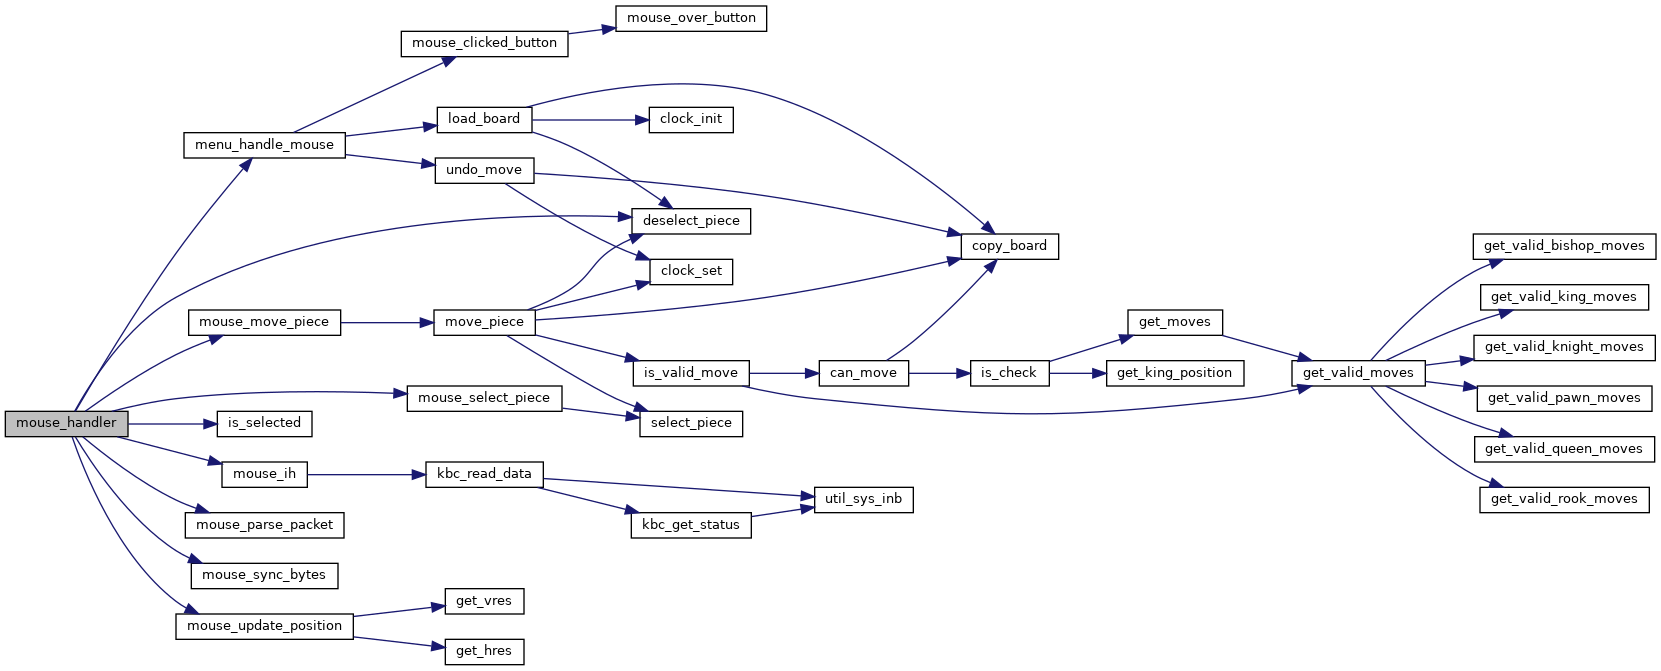 mouse_over_button
mouse_clicked_button
load_board
clock_init
menu_handle_mouse
undo_move
deselect_piece
copy_board
get_valid_bishop_moves
clock_set
get_valid_king_moves
mouse_move_piece
move_piece
get_moves
get_valid_knight_moves
is_valid_move
can_move
is_check
get_king_position
get_valid_moves
mouse_select_piece
get_valid_pawn_moves
mouse_handler
is_selected
select_piece
get_valid_queen_moves
mouse_ih
kbc_read_data
util_sys_inb
get_valid_rook_moves
mouse_parse_packet
kbc_get_status
mouse_sync_bytes
get_vres
mouse_update_position
get_hres